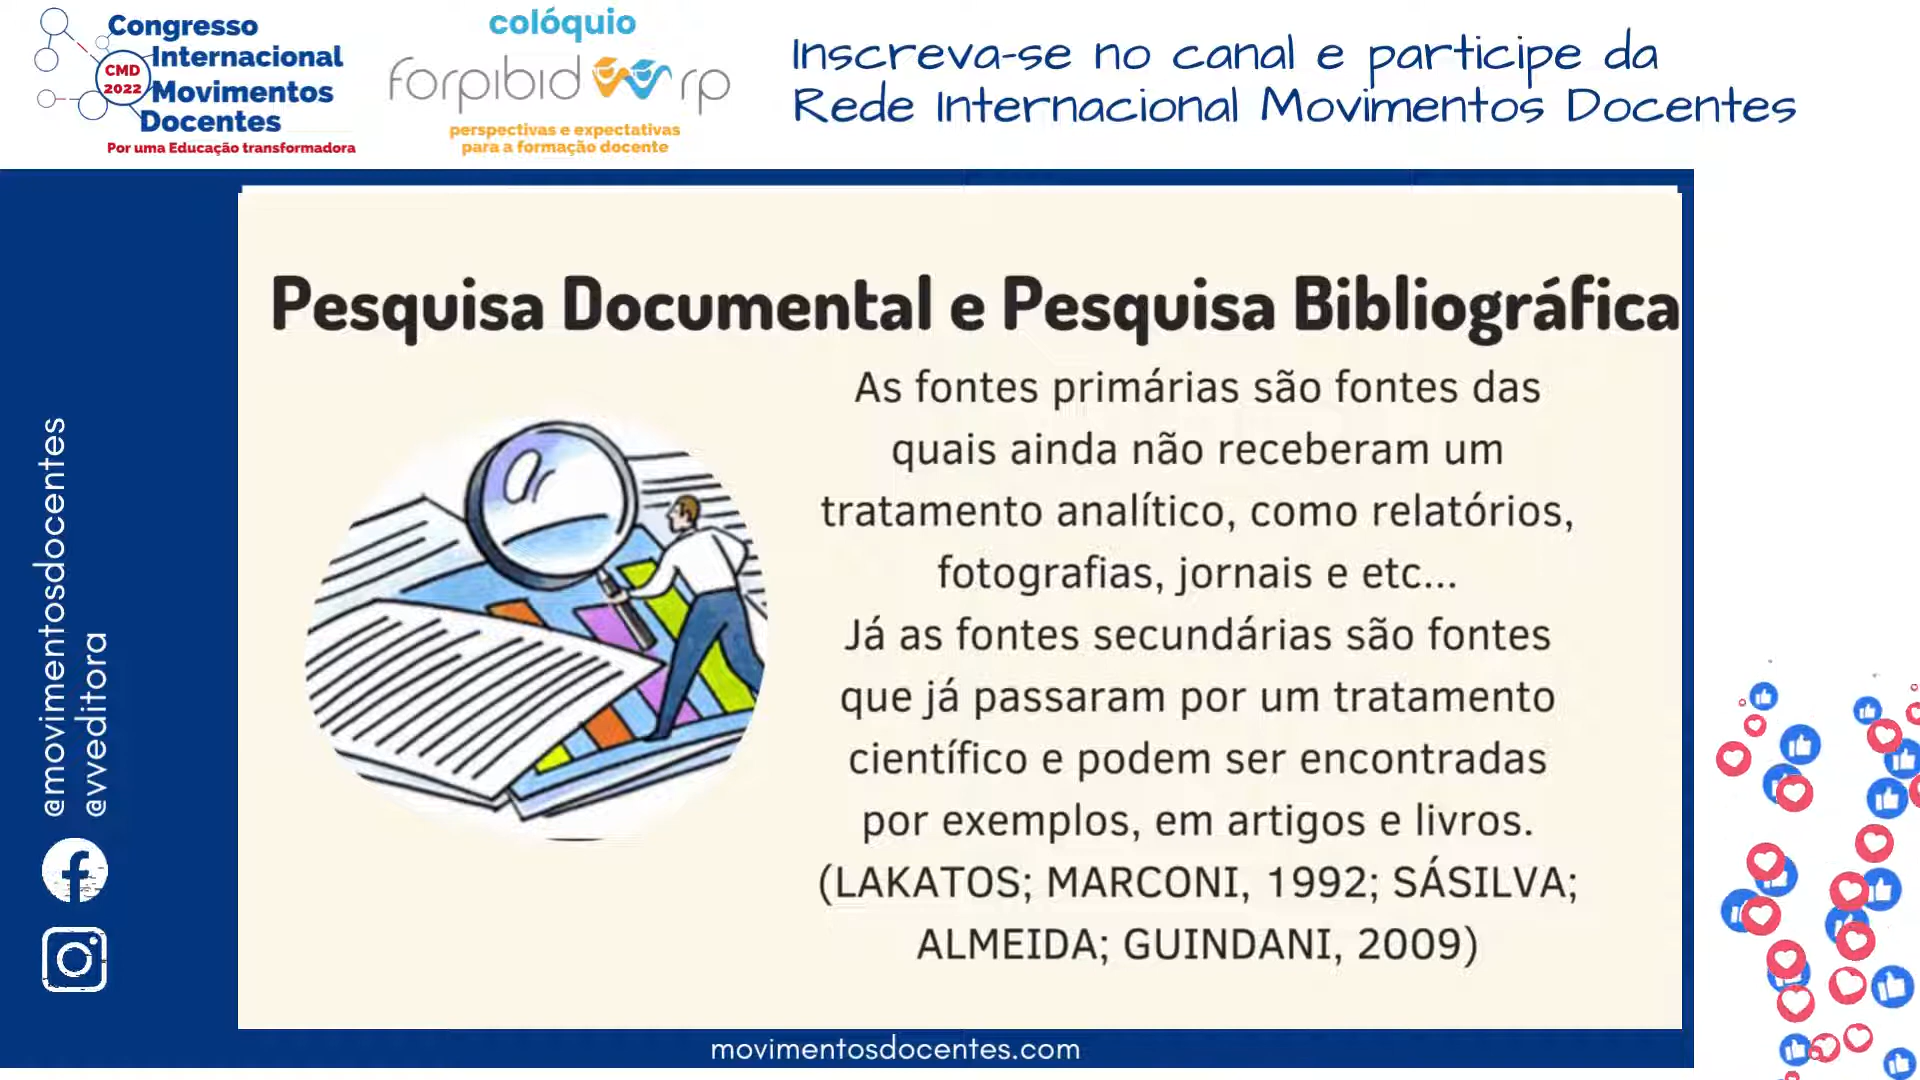 Congresso
Internacional
CMD
2022
Movimentos
Docentes
Por uma Educação transformadora
colóquio
forpibid rp
perspectivas e expectativas
para a formação docente
Inscreva-se no canal e participe da
Rede Internacional Movimentos Docentes
Pesquisa Documental e Pesquisa Bibliográfica
As fontes primárias são fontes das
quais ainda não receberam um
tratamento analítico, como relatórios,
fotografias, jornais e etc...
Já as fontes secundárias são fontes
que já passaram por um tratamento
científico e podem ser encontradas
por exemplos, em artigos e livros.
(LAKATOS; MARCONI, 1992; SÁSILVA;
ALMEIDA; GUINDANI, 2009)
@movimentosdocentes
@vveditora
movimentosdocentes.com